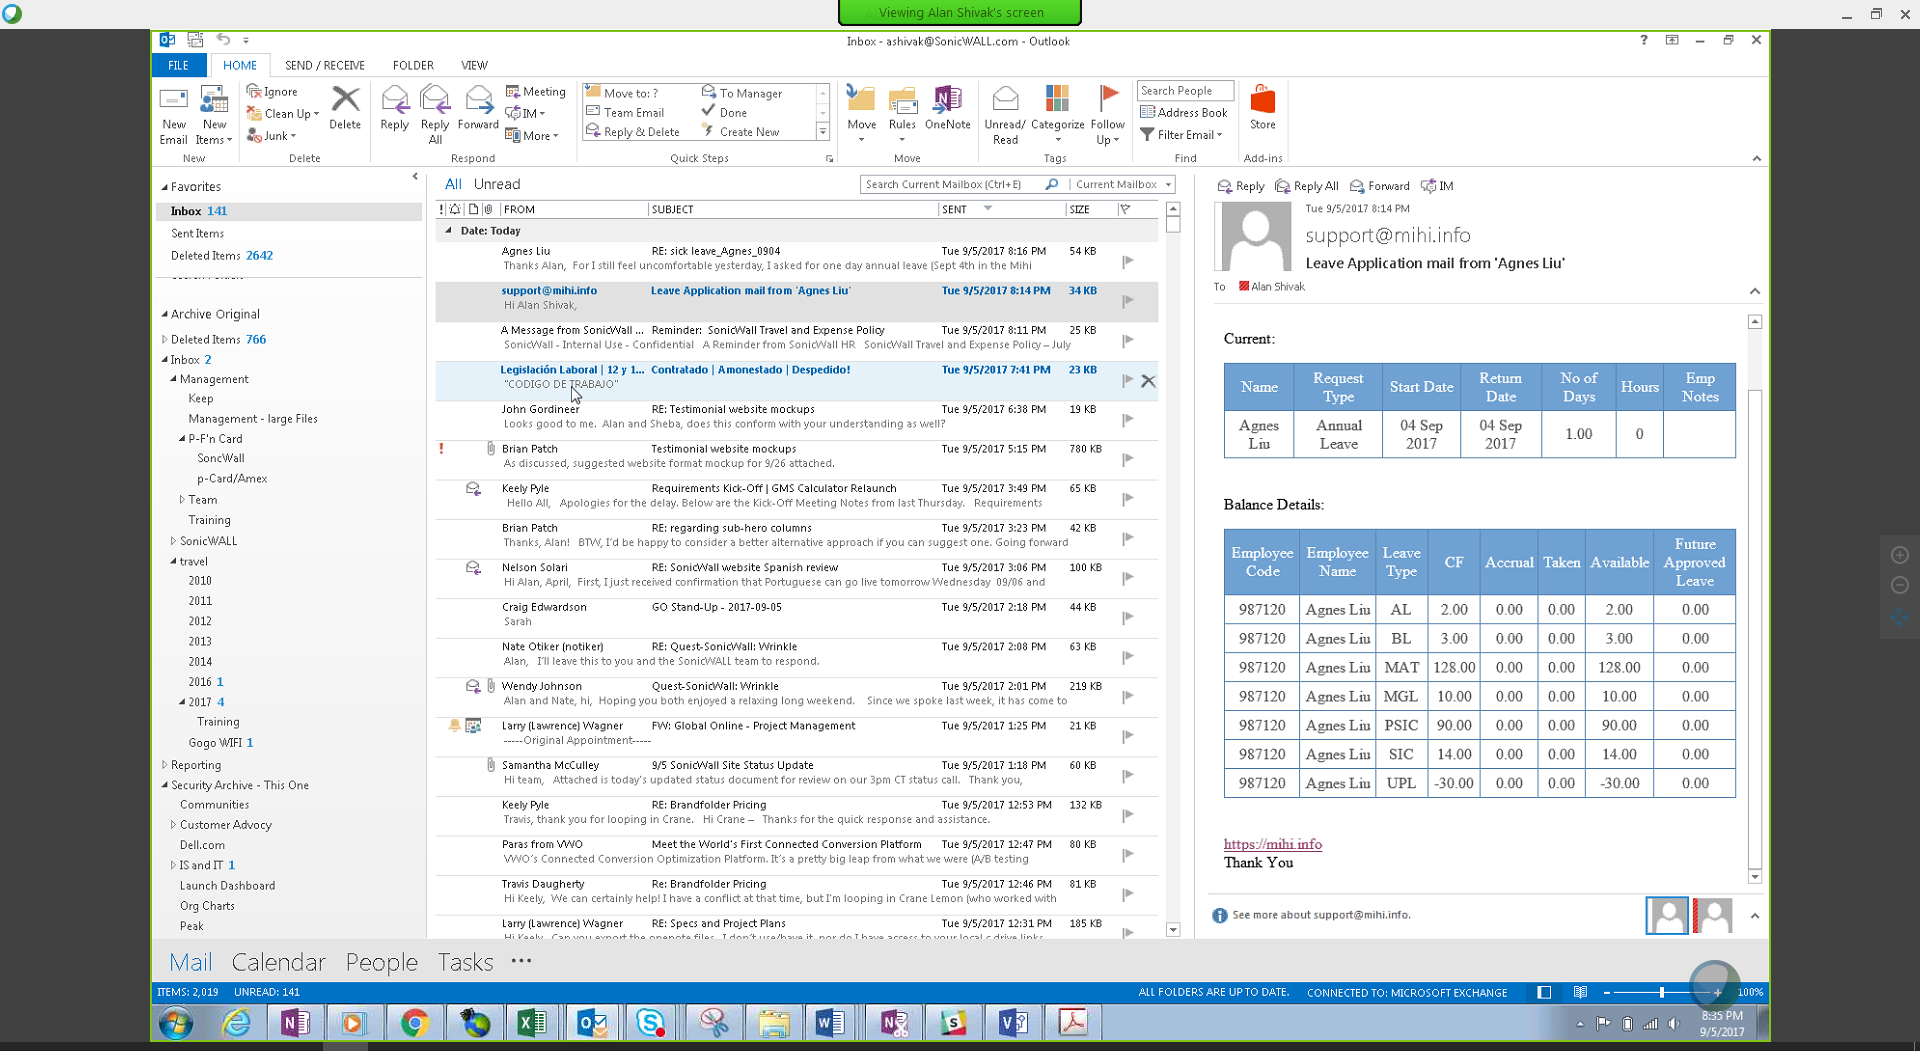 Viewing Alan Shivak's screen
Inbox - ashivak@SonicWALL.com - Outlook
FILE HOME SEND / RECEIVE FOLDER VIEW
New Email
New Items
New
Ignore
Clean Up
Junk
Delete
Delete
Reply
Reply All
Forward
Meeting
IM
More
Respond
Move to: ?
Team Email
Reply & Delete
To Manager
Done
Create New
Quick Steps
Move
Rules
OneNote
Move
Unread/ Read
Categorize
Follow Up
Tags
Search People
Address Book
Filter Email
Find
Store
Add-ins
Favorites
Inbox 141
Sent Items
Deleted Items 2642
Archive Original
Deleted Items 766
Inbox 2
Management
Keep
Management - large Files
P-F'n Card
SoncWall
p-Card/Amex
Team
Training
SonicWALL
travel
2010
2011
2012
2013
2014
2016 1
2017 4
Training
Gogo WIFI 1
Reporting
Security Archive - This One
Communities
Customer Advocy
Dell.com
IS and IT 1
Launch Dashboard
Org Charts
Peak
All Unread
Search Current Mailbox (Ctrl+E) Current Mailbox
FROM SUBJECT SENT SIZE
Date: Today
Agnes Liu RE: sick leave_Agnes_0904 Tue 9/5/2017 8:16 PM 54 KB
Thanks Alan, For I still feel uncomfortable yesterday, I asked for one day annual leave (Sept 4th in the Mihi
support@mihi.info Leave Application mail from 'Agnes Liu' Tue 9/5/2017 8:14 PM 34 KB
Hi Alan Shivak,
A Message from SonicWall ... Reminder: SonicWall Travel and Expense Policy Tue 9/5/2017 8:11 PM 25 KB
SonicWall - Internal Use - Confidential A Reminder from SonicWall HR SonicWall Travel and Expense Policy – July
Legislación Laboral | 12 y 1... Contratado | Amonestado | Despedido! Tue 9/5/2017 7:41 PM 23 KB
"CODIGO DE TRABAJO"
John Gordineer RE: Testimonial website mockups Tue 9/5/2017 6:38 PM 19 KB
Looks good to me. Alan and Sheba, does this conform with your understanding as well?
Brian Patch Testimonial website mockups Tue 9/5/2017 5:15 PM 780 KB
As discussed, suggested website format mockup for 9/26 attached.
Keely Pyle Requirements Kick-Off | GMS Calculator Relaunch Tue 9/5/2017 3:49 PM 65 KB
Hello All, Apologies for the delay. Below are the Kick-Off Meeting Notes from last Thursday. Requirements
Brian Patch RE: regarding sub-hero columns Tue 9/5/2017 3:23 PM 42 KB
Thanks, Alan! BTW, I'd be happy to consider a better alternative approach if you can suggest one. Going forward
Nelson Solari RE: SonicWall website Spanish review Tue 9/5/2017 3:06 PM 100 KB
Hi Alan, April, First, I just received confirmation that Portuguese can go live tomorrow Wednesday 09/06 and
Craig Edwardson GO Stand-Up - 2017-09-05 Tue 9/5/2017 2:18 PM 44 KB
Sarah
Nate Otiker (notiker) RE: Quest-SonicWall: Wrinkle Tue 9/5/2017 2:08 PM 63 KB
Alan, I'll leave this to you and the SonicWALL team to respond.
Wendy Johnson Quest-SonicWall: Wrinkle Tue 9/5/2017 2:01 PM 219 KB
Alan and Nate, hi, Hoping you both enjoyed a relaxing long weekend. Since we spoke last week, it has come to
Larry (Lawrence) Wagner FW: Global Online - Project Management Tue 9/5/2017 1:25 PM 21 KB
-----Original Appointment-----
Samantha McCulley 9/5 SonicWall Site Status Update Tue 9/5/2017 1:18 PM 60 KB
Hi team, Attached is today's updated status document for review on our 3pm CT status call. Thank you,
Keely Pyle RE: Brandfolder Pricing Tue 9/5/2017 12:53 PM 132 KB
Travis, thank you for looping in Crane. Hi Crane – Thanks for the quick response and assistance.
Paras from VWO Meet the World's First Connected Conversion Platform Tue 9/5/2017 12:47 PM 80 KB
VWO's Connected Conversion Optimization Platform. It's a pretty big leap from what we were (A/B testing
Travis Daugherty Re: Brandfolder Pricing Tue 9/5/2017 12:46 PM 81 KB
Hi Keely, We can certainly help! I have a conflict at that time, but I'm looping in Crane Lemon (who worked with
Larry (Lawrence) Wagner RE: Specs and Project Plans Tue 9/5/2017 12:31 PM 185 KB
Hi Keely, Can you export the onenote files, I don't use/have it, nor do I have access to your local c drive links
Reply Reply All Forward IM
Tue 9/5/2017 8:14 PM
support@mihi.info
Leave Application mail from 'Agnes Liu'
To Alan Shivak
Current:
Name Request Type Start Date Return Date No of Days Hours Emp Notes
Agnes Liu Annual Leave 04 Sep 2017 04 Sep 2017 1.00 0
Balance Details:
Employee Code Employee Name Leave Type CF Accrual Taken Available Future Approved Leave
987120 Agnes Liu AL 2.00 0.00 0.00 2.00 0.00
987120 Agnes Liu BL 3.00 0.00 0.00 3.00 0.00
987120 Agnes Liu MAT 128.00 0.00 0.00 128.00 0.00
987120 Agnes Liu MGL 10.00 0.00 0.00 10.00 0.00
987120 Agnes Liu PSIC 90.00 0.00 0.00 90.00 0.00
987120 Agnes Liu SIC 14.00 0.00 0.00 14.00 0.00
987120 Agnes Liu UPL -30.00 0.00 0.00 -30.00 0.00
https://mihi.info
Thank You
See more about support@mihi.info.
Mail Calendar People Tasks •••
ITEMS: 2,019 UNREAD: 141
ALL FOLDERS ARE UP TO DATE. CONNECTED TO: MICROSOFT EXCHANGE 100%
8:35 PM
9/5/2017